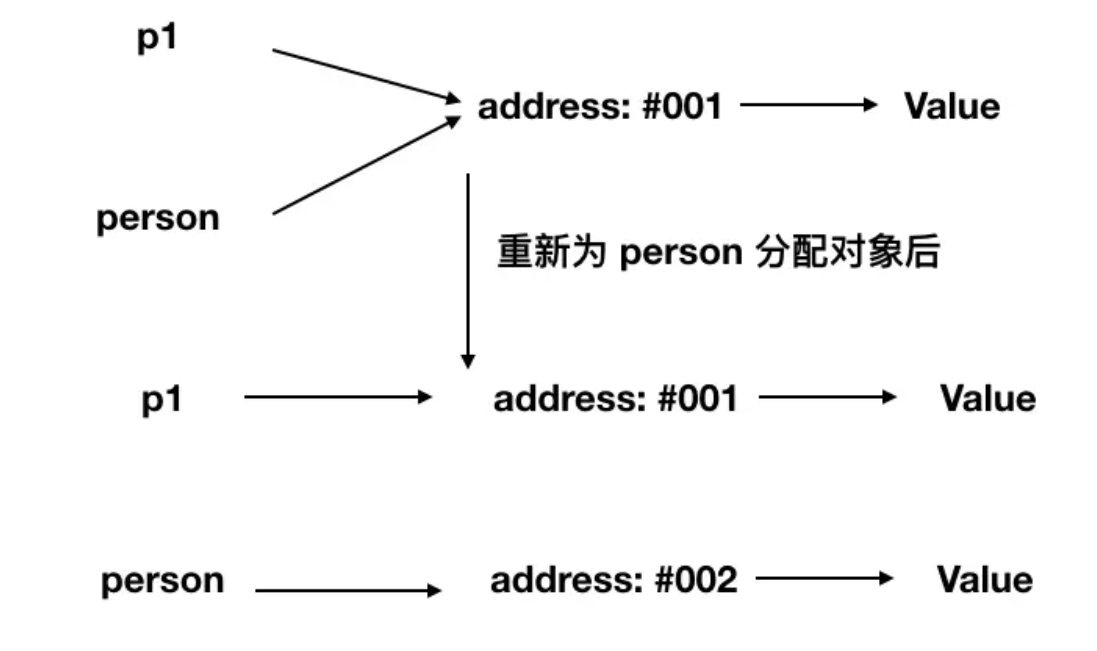 p1
address: #001
Value
person
重新为 person 分配对象后
p1
address: #001
Value
person
address: #002
Value